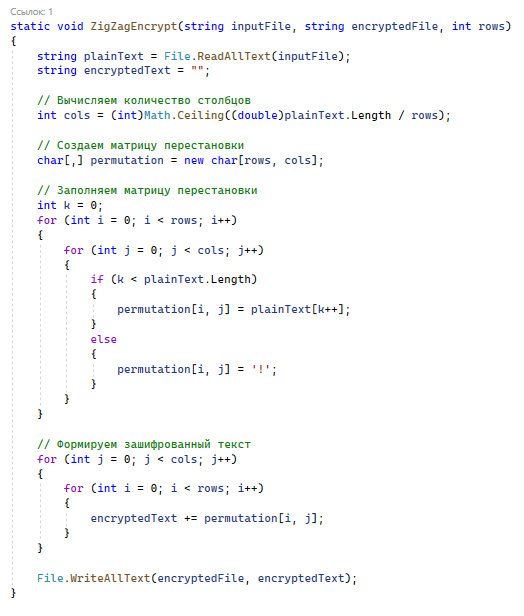 Ссылок: 1
static void ZigZagEncrypt(string inputFile, string encryptedFile, int rows)
{
    string plainText = File.ReadAllText(inputFile);
    string encryptedText = "";

    // Вычисляем количество столбцов
    int cols = (int)Math.Ceiling((double)plainText.Length / rows);

    // Создаем матрицу перестановки
    char[,] permutation = new char[rows, cols];

    // Заполняем матрицу перестановки
    int k = 0;
    for (int i = 0; i < rows; i++)
    {
        for (int j = 0; j < cols; j++)
        {
            if (k < plainText.Length)
            {
                permutation[i, j] = plainText[k++];
            }
            else
            {
                permutation[i, j] = '!';
            }
        }
    }

    // Формируем зашифрованный текст
    for (int j = 0; j < cols; j++)
    {
        for (int i = 0; i < rows; i++)
        {
            encryptedText += permutation[i, j];
        }
    }

    File.WriteAllText(encryptedFile, encryptedText);
}